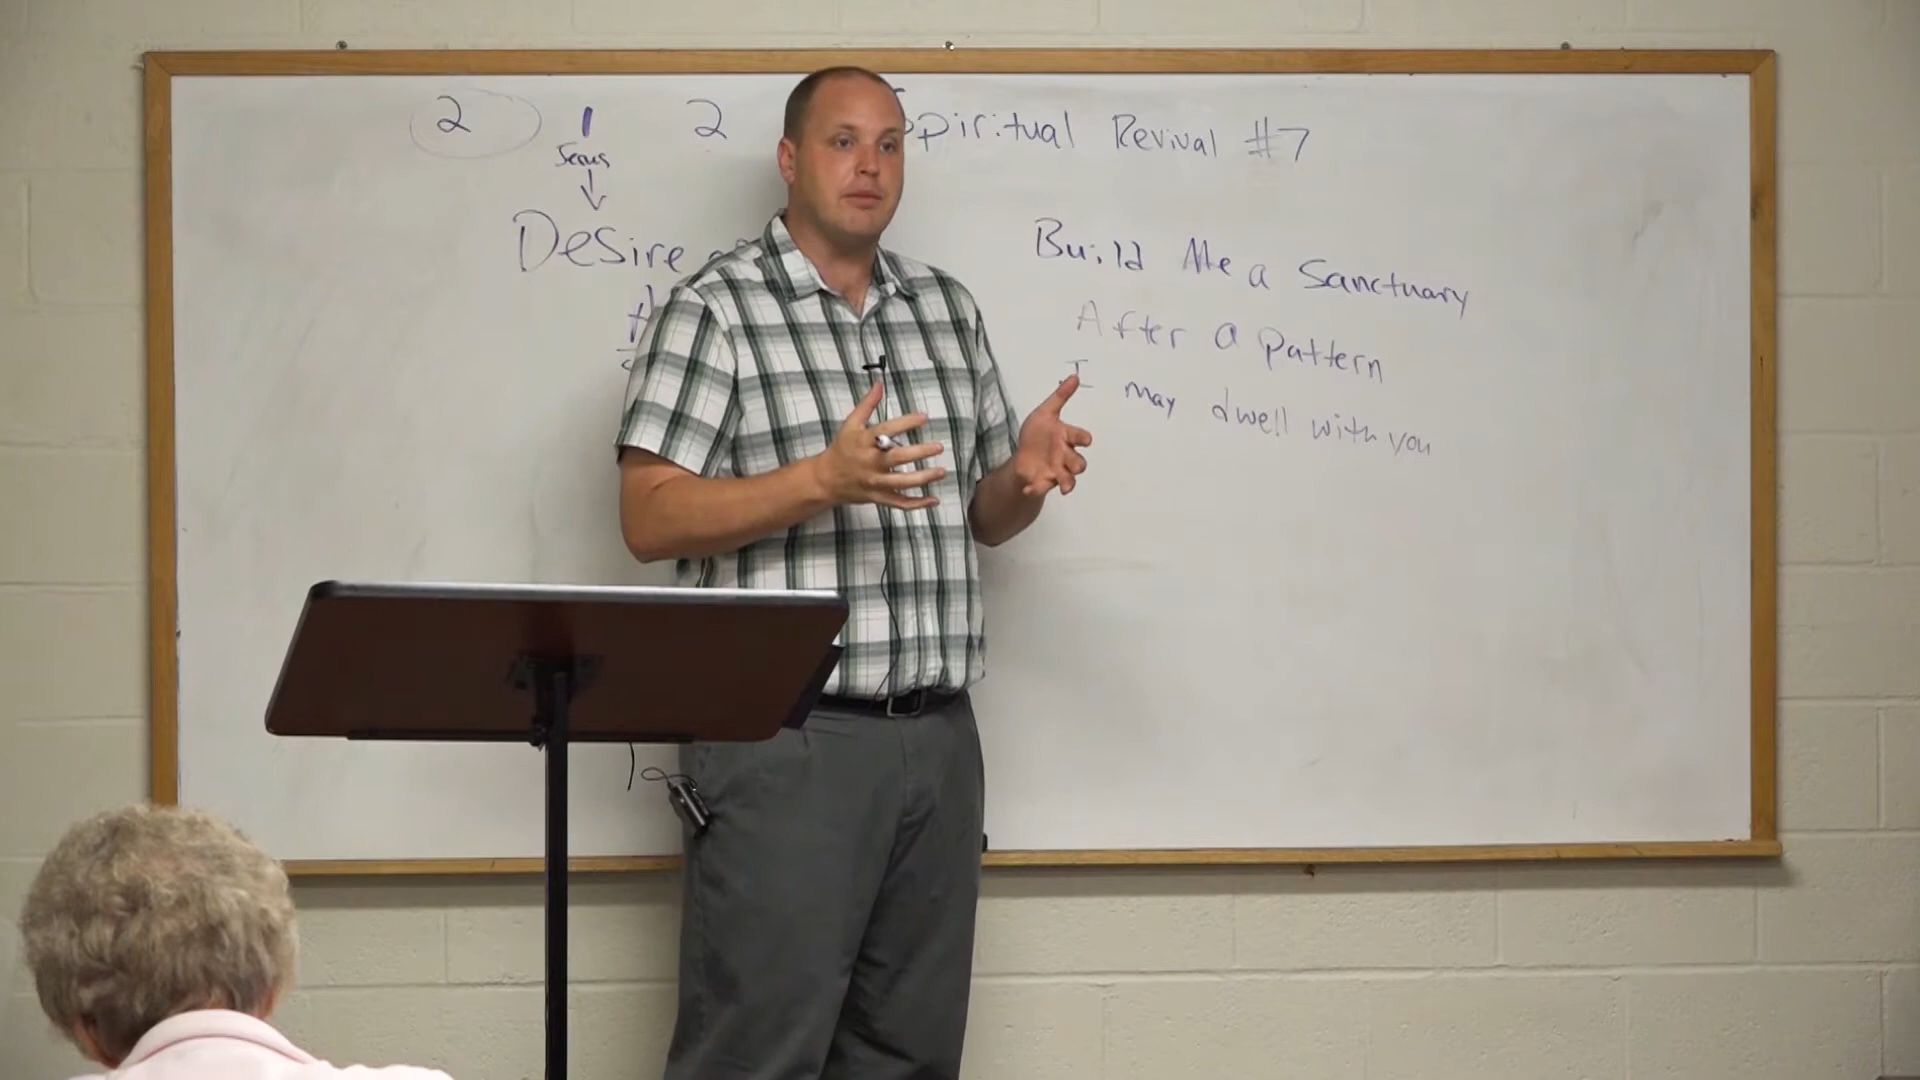 2 1 2 Spiritual Revival #7
Jesus
Desire
Build Me a Sanctuary
After a pattern
I may dwell with you